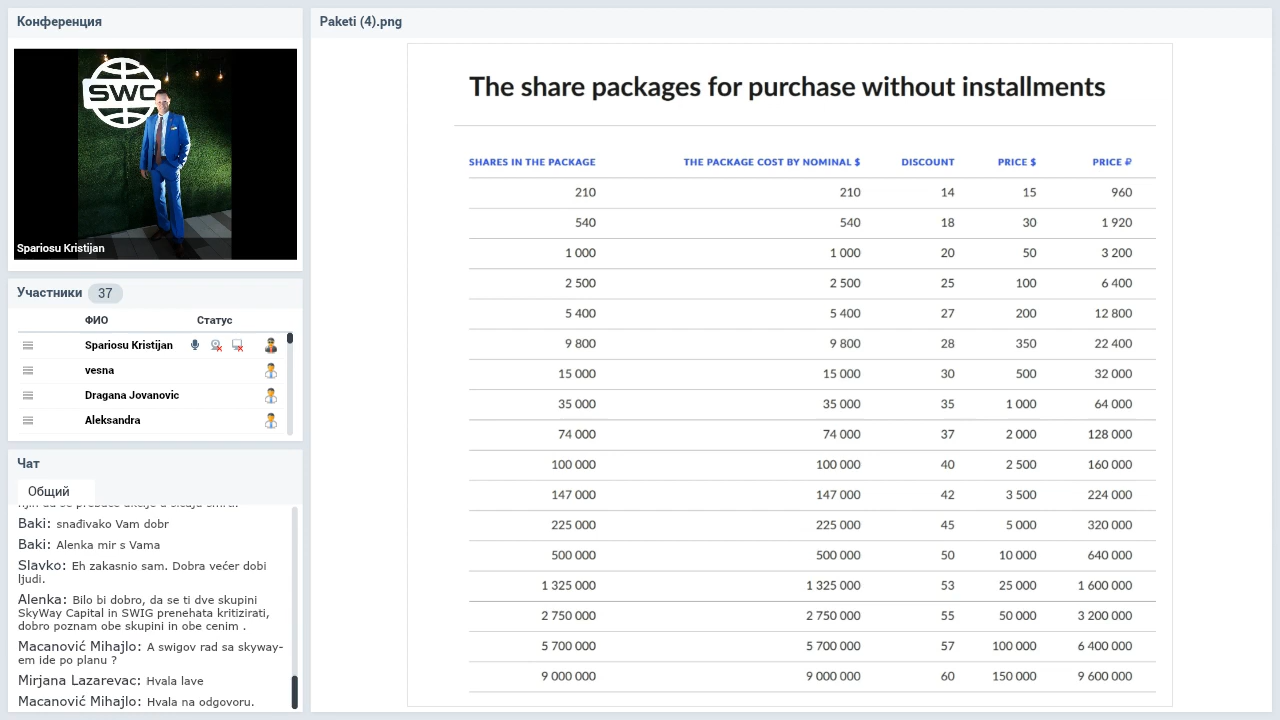 Конференция
SWC
Spariosu Kristijan
Участники 37
ФИО Статус
Spariosu Kristijan
vesna
Dragana Jovanovic
Aleksandra
Чат
Общий
Baki: snađivako Vam dobr
Baki: Alenka mir s Vama
Slavko: Eh zakasnio sam. Dobra večer dobi
ljudi.
Alenka: Bilo bi dobro, da se ti dve skupini
SkyWay Capital in SWIG prenehata kritizirati,
dobro poznam obe skupini in obe cenim .
Macanović Mihajlo: A swigov rad sa skyway-
em ide po planu ?
Mirjana Lazarevac: Hvala lave
Macanović Mihajlo: Hvala na odgovoru.
Paketi (4).png
The share packages for purchase without installments
SHARES IN THE PACKAGE THE PACKAGE COST BY NOMINAL $ DISCOUNT PRICE $ PRICE ₽
210 210 14 15 960
540 540 18 30 1 920
1 000 1 000 20 50 3 200
2 500 2 500 25 100 6 400
5 400 5 400 27 200 12 800
9 800 9 800 28 350 22 400
15 000 15 000 30 500 32 000
35 000 35 000 35 1 000 64 000
74 000 74 000 37 2 000 128 000
100 000 100 000 40 2 500 160 000
147 000 147 000 42 3 500 224 000
225 000 225 000 45 5 000 320 000
500 000 500 000 50 10 000 640 000
1 325 000 1 325 000 53 25 000 1 600 000
2 750 000 2 750 000 55 50 000 3 200 000
5 700 000 5 700 000 57 100 000 6 400 000
9 000 000 9 000 000 60 150 000 9 600 000